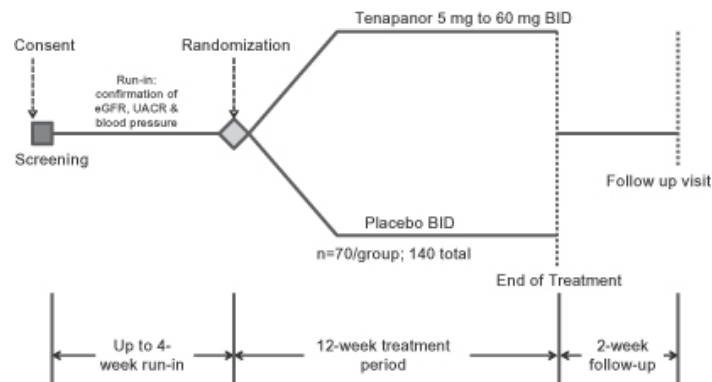 Tenapanor 5 mg to 60 mg BID
Consent
Randomization
Run-in:
confirmation of
eGFR, UACR &
blood pressure
Screening
Follow up visit
Placebo BID
n=70/group; 140 total
End of Treatment
Up to 4-
week run-in
12-week treatment
period
2-week
follow-up